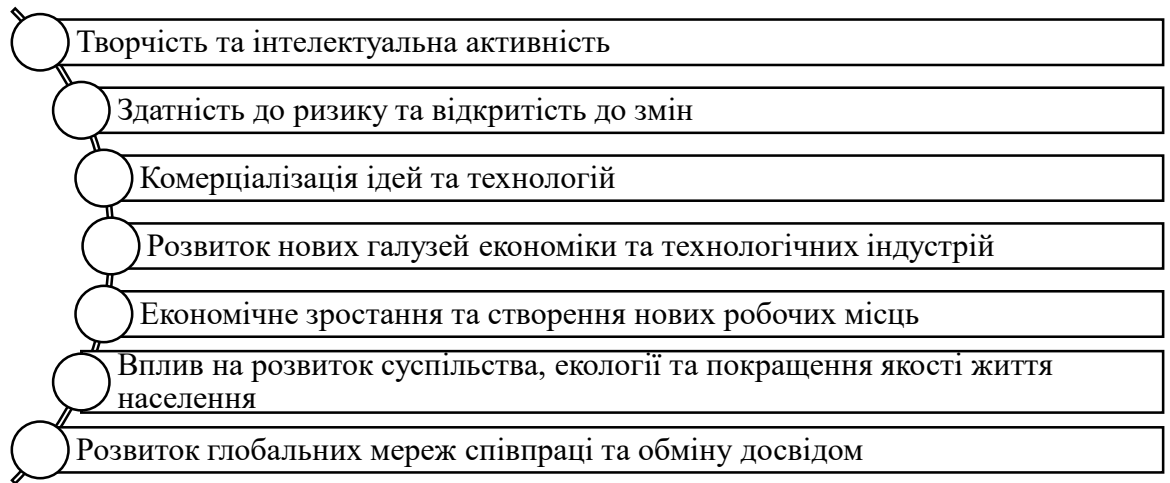 Творчість та інтелектуальна активність
Здатність до ризику та відкритість до змін
Комерціалізація ідей та технологій
Розвиток нових галузей економіки та технологічних індустрій
Економічне зростання та створення нових робочих місць
Вплив на розвиток суспільства, екології та покращення якості життя
населення
Розвиток глобальних мереж співпраці та обміну досвідом